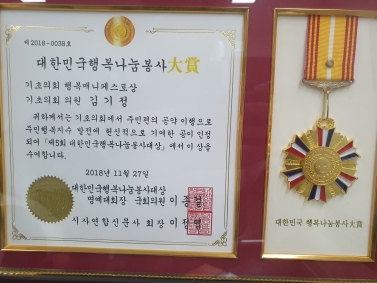 제 2018-0038호
대한민국행복나눔봉사大賞
기초의회 행복매니페스토상
기초의회 의원 김기정
귀하께서는 기초의회에서 주민편의 공약 이행으로
주민행복지수 발전에 헌신적으로 기여한 공이 인정
되어 「제5회 대한민국행복나눔봉사대상」에서 이 상을
수여합니다.
2018년 11월 27일
대한민국행복나눔봉사대상
명예대회장 국회의원 이종걸
시사연합신문사 회장 이정엽
대한민국 행복나눔봉사大賞